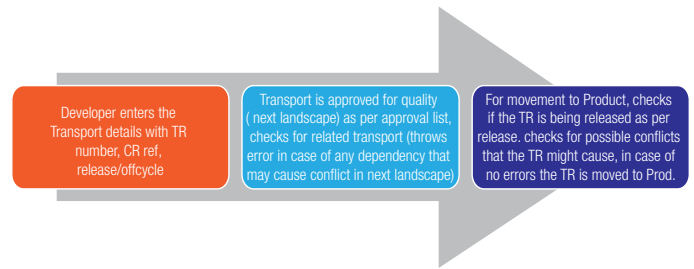 Developer enters the
Transport details with TR
number, CR ref,
release/offcycle
Transport is approved for quality
( next landscape) as per approval list,
checks for related transport (throws
error in case of any dependency that
may cause conflict in next landscape)
For movement to Product, checks
if the TR is being released as per
release. checks for possible conflicts
that the TR might cause, in case of
no errors the TR is moved to Prod.